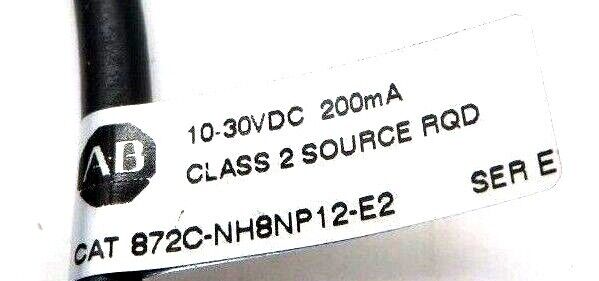 AB
10-30VDC 200mA
CLASS 2 SOURCE RQD
CAT 872C-NH8NP12-E2 SER E